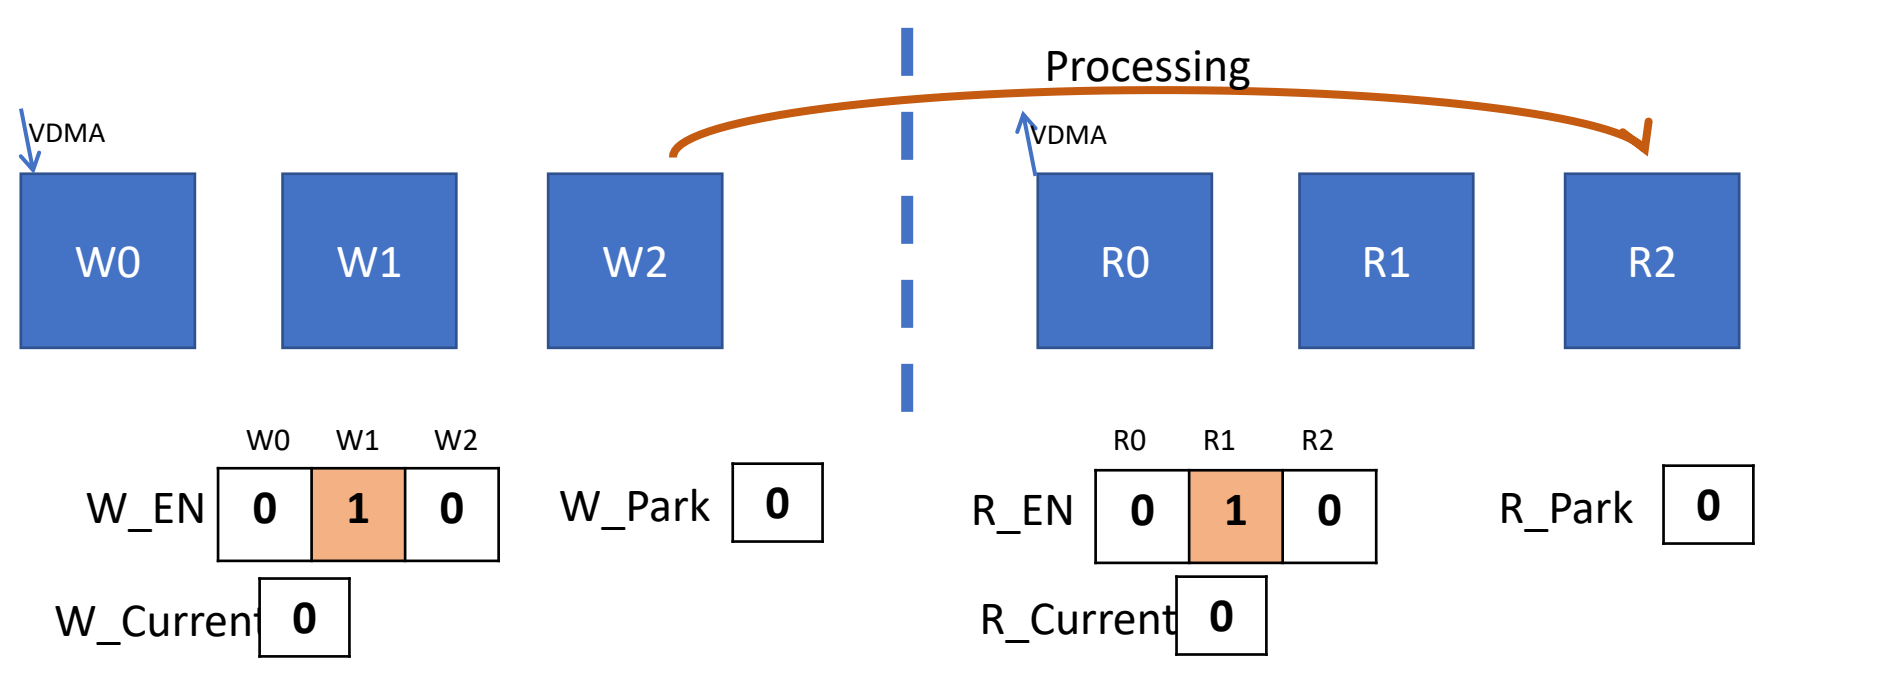 Processing
VDMA
VDMA
W0 W1 W2 R0 R1 R2
W0 W1 W2
R0 R1 R2
W_EN 0 1 0
W_Park 0
R_EN 0 1 0
R_Park 0
W_Current 0
R_Current 0